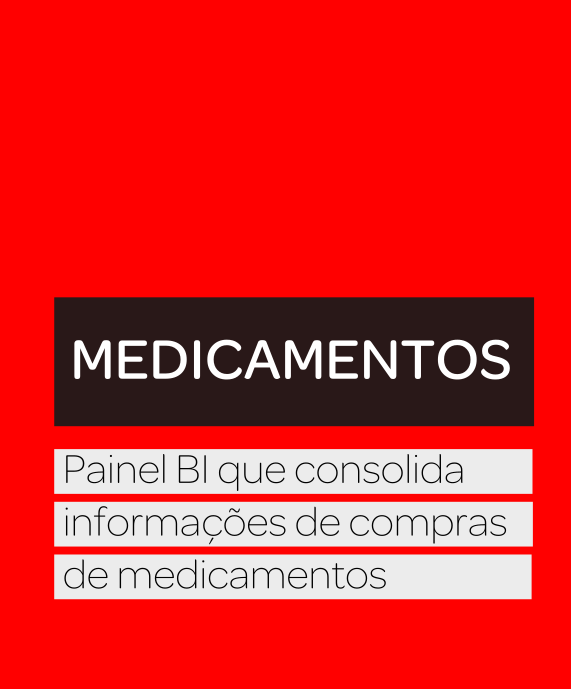 MEDICAMENTOS
Painel BI que consolida
informações de compras
de medicamentos